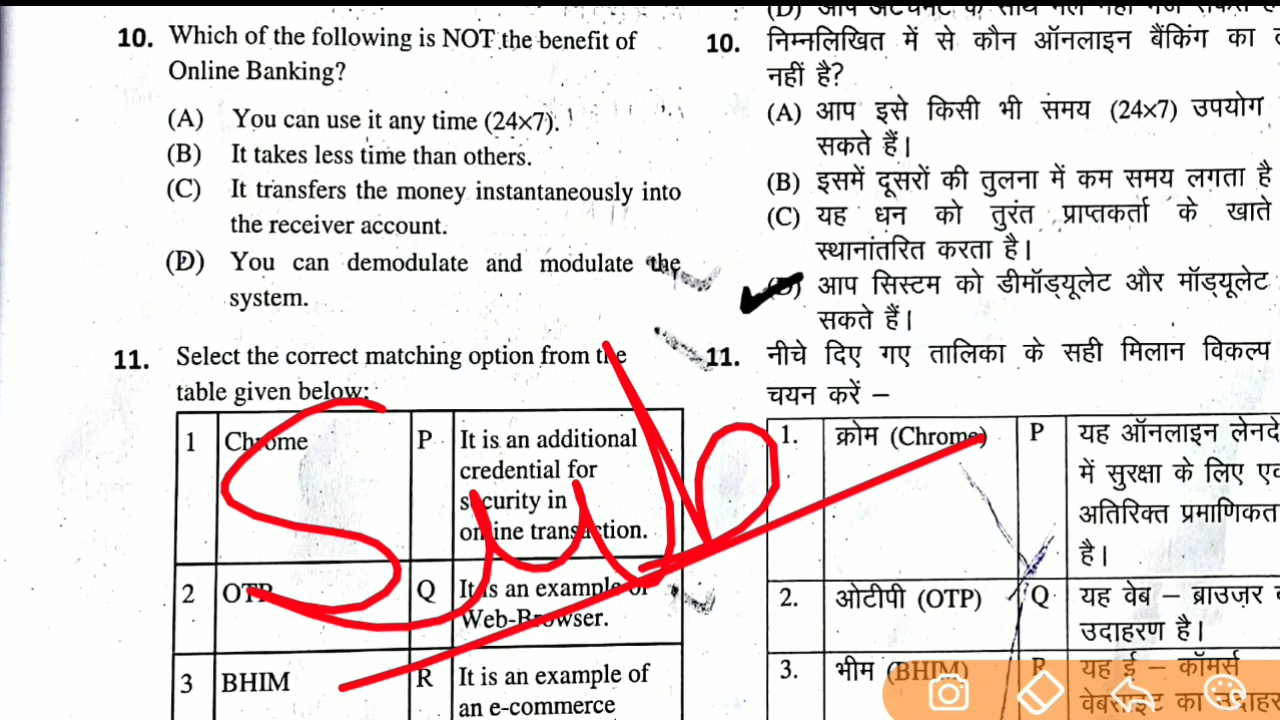 10. Which of the following is NOT the benefit of
Online Banking?
(A) You can use it any time (24×7).
(B) It takes less time than others.
(C) It transfers the money instantaneously into
the receiver account.
(D) You can demodulate and modulate the
system.
11. Select the correct matching option from the
table given below:
1 Chrome P It is an additional
credential for
security in
online transaction.
2 OTP Q It is an example of
Web-Browser.
3 BHIM R It is an example of
an e-commerce
Sub
10. निम्नलिखित में से कौन ऑनलाइन बैंकिंग का
नहीं है?
(A) आप इसे किसी भी समय (24×7) उपयोग
सकते हैं।
(B) इसमें दूसरों की तुलना में कम समय लगता है
(C) यह धन को तुरंत प्राप्तकर्ता के खाते
स्थानांतरित करता है।
(D) आप सिस्टम को डीमॉड्यूलेट और मॉड्यूलेट
सकते हैं।
11. नीचे दिए गए तालिका के सही मिलान विकल्प
चयन करें –
1. क्रोम (Chrome) P यह ऑनलाइन लेनदे
में सुरक्षा के लिए एक
अतिरिक्त प्रमाणिकता
है।
2. ओटीपी (OTP) Q यह वेब – ब्राउज़र
उदाहरण है।
3. भीम (BHIM) R यह ई – कॉमर्स
वेबसाइट का उदाहर